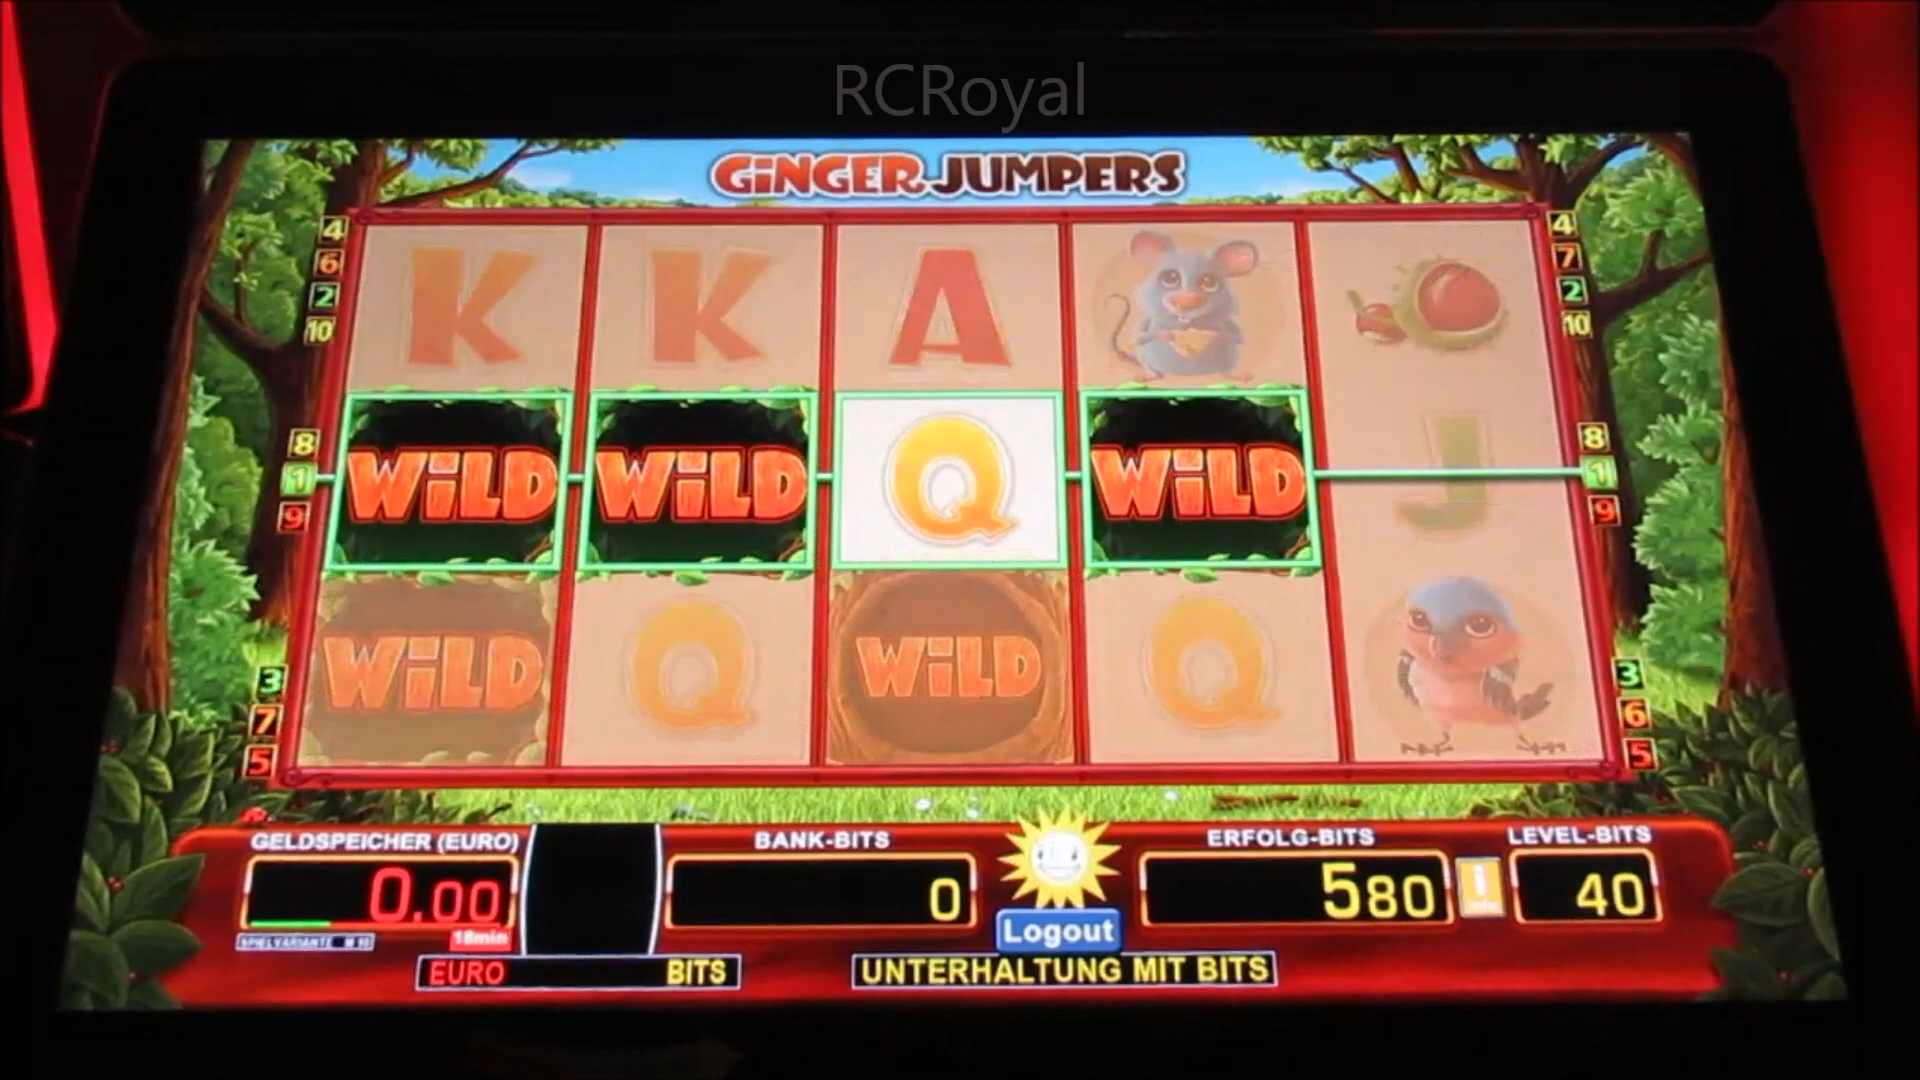 RCRoyal
GiNGER JUMPERS
4 K K A 4
6 7
2 2
10 10
8 J 8
1 WiLD WiLD Q WiLD 1
9 9
3 WiLD Q WiLD Q 3
7 6
5 5
GELDSPEICHER (EURO) BANK-BITS ERFOLG-BITS LEVEL-BITS
0.00 0 580 i 40
SPIELVARIANTE 18min Logout
EURO BITS UNTERHALTUNG MIT BITS